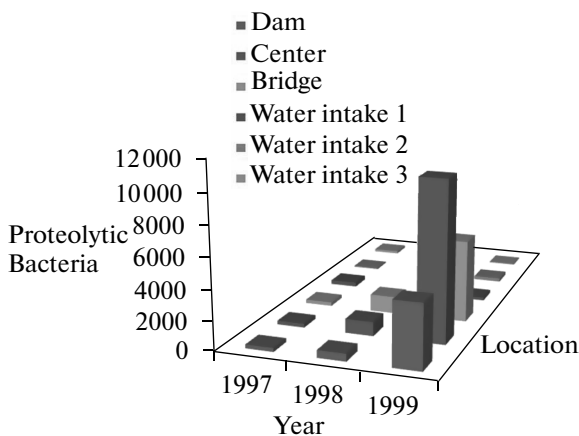 Dam
Center
Bridge
Water intake 1
Water intake 2
Water intake 3
12000
10000
8000
6000
4000
2000
0
Proteolytic
Bacteria
1997
1998
1999
Year
Location